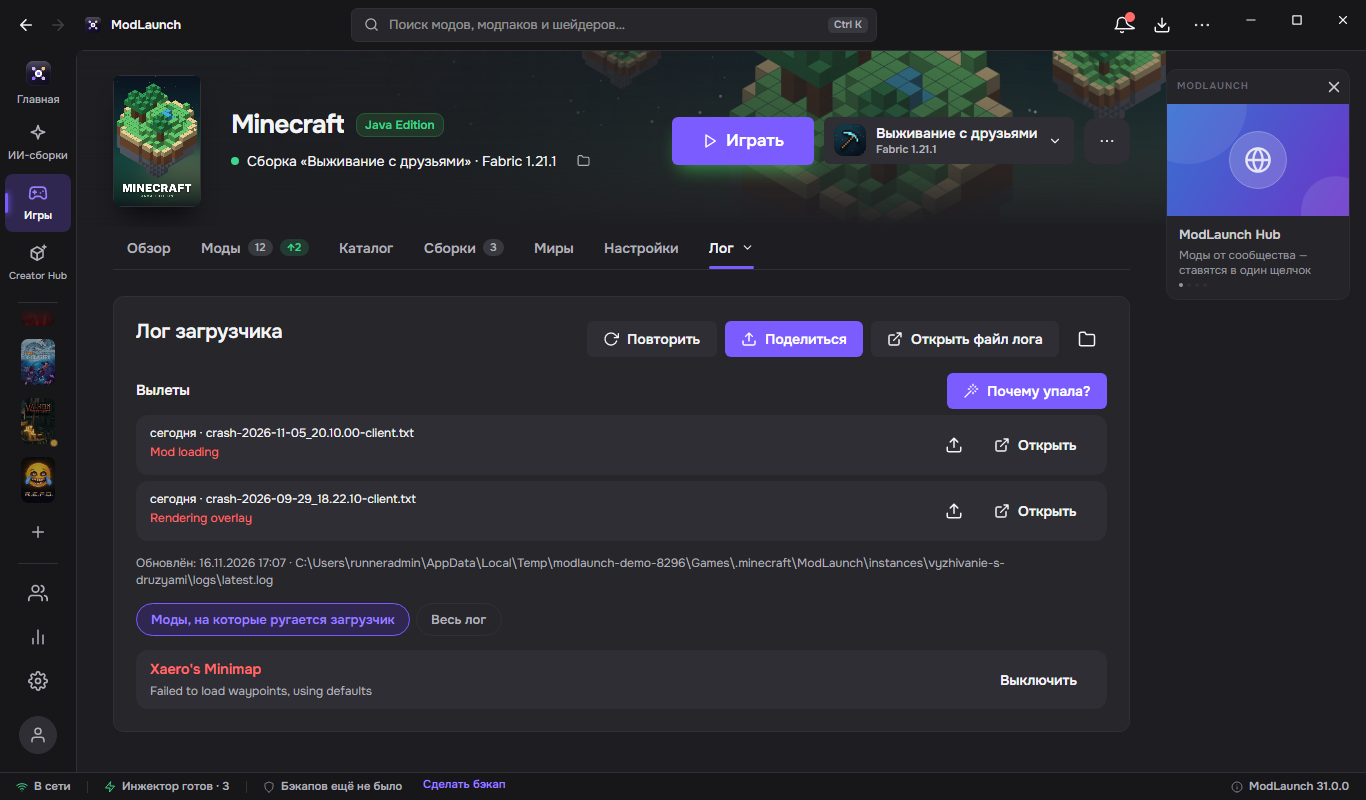 ModLaunch
Поиск модов, модпаков и шейдеров...
Ctrl K
Главная
ИИ-сборки
Игры
Creator Hub
MINECRAFT
Minecraft
Java Edition
Сборка «Выживание с друзьями» · Fabric 1.21.1
Играть
Выживание с друзьями
Fabric 1.21.1
MODLAUNCH
ModLaunch Hub
Моды от сообщества —
ставятся в один щелчок
Обзор
Моды 12 ↑2
Каталог
Сборки 3
Миры
Настройки
Лог
Лог загрузчика
Повторить
Поделиться
Открыть файл лога
Вылеты
Почему упала?
сегодня · crash-2026-11-05_20.10.00-client.txt
Mod loading
Открыть
сегодня · crash-2026-09-29_18.22.10-client.txt
Rendering overlay
Открыть
Обновлён: 16.11.2026 17:07 · C:\Users\runneradmin\AppData\Local\Temp\modlaunch-demo-8296\Games\.minecraft\ModLaunch\instances\vyzhivanie-s-
druzyami\logs\latest.log
Моды, на которые ругается загрузчик
Весь лог
Xaero's Minimap
Failed to load waypoints, using defaults
Выключить
В сети
Инжектор готов · 3
Бэкапов ещё не было
Сделать бэкап
ModLaunch 31.0.0